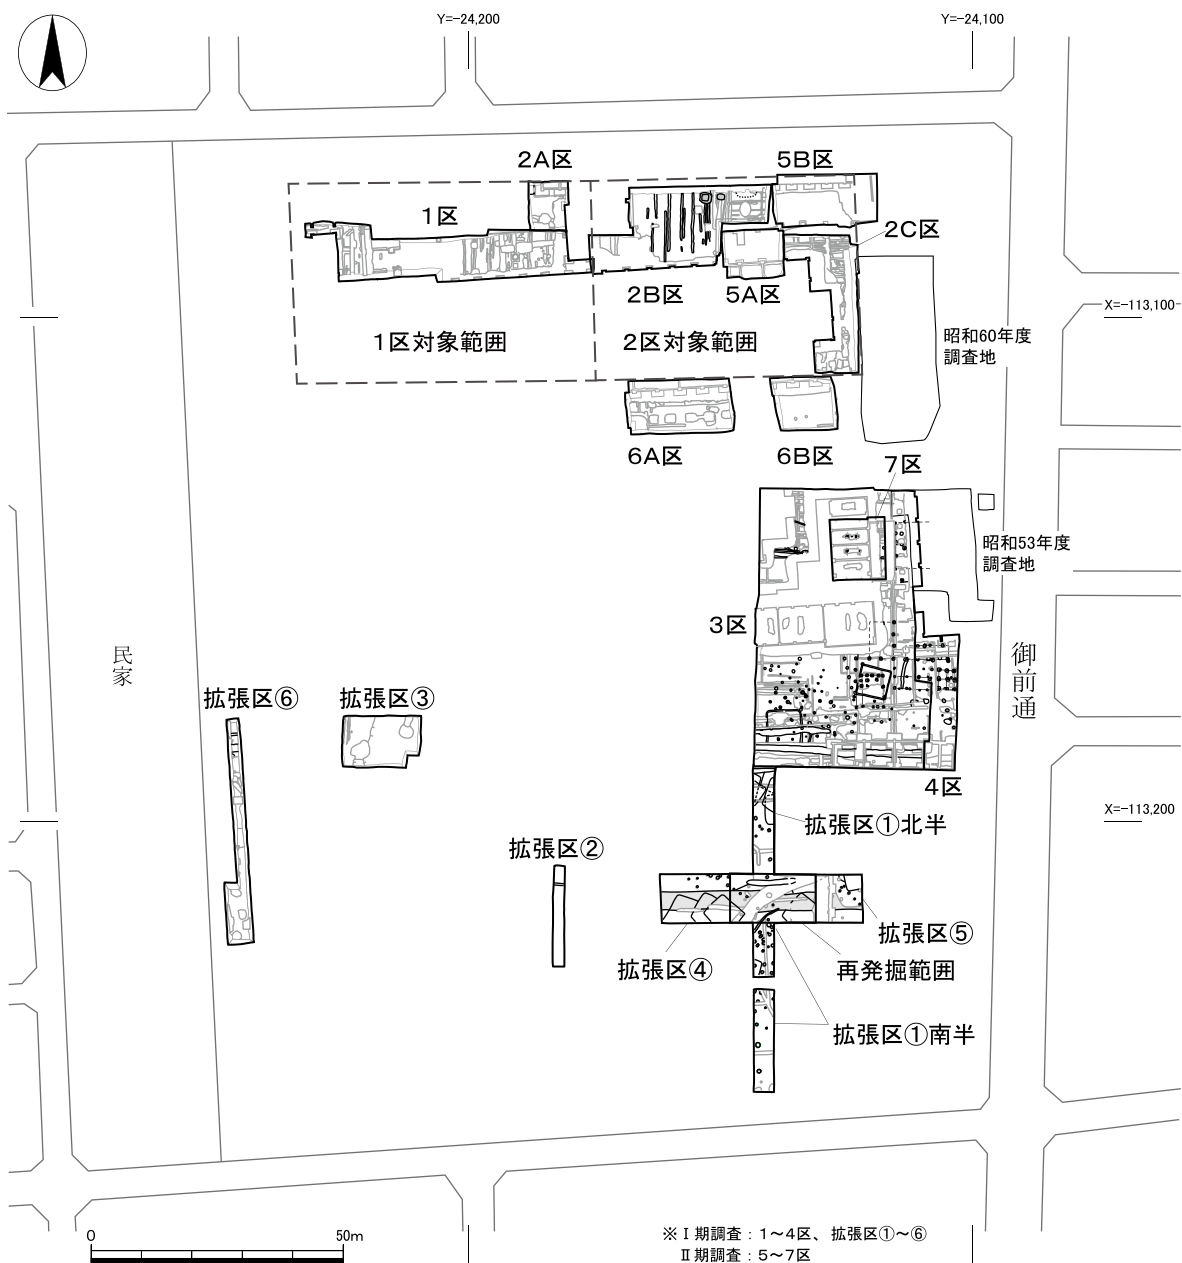 Y=-24,200
Y=-24,100
2A区
5B区
1区
2C区
2B区
5A区
X=-113,100
1区対象範囲
2区対象範囲
昭和60年度
調査地
6A区
6B区
7区
昭和53年度
調査地
3区
民家
御前通
拡張区⑥
拡張区③
4区
X=-113,200
拡張区①北半
拡張区②
拡張区⑤
拡張区④
再発掘範囲
拡張区①南半
0
50m
※Ⅰ期調査：1～4区、拡張区①～⑥
Ⅱ期調査：5～7区